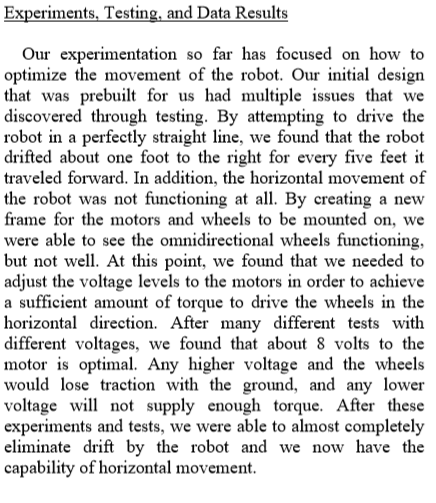 Experiments, Testing, and Data Results
Our experimentation so far has focused on how to
optimize the movement of the robot. Our initial design
that was prebuilt for us had multiple issues that we
discovered through testing. By attempting to drive the
robot in a perfectly straight line, we found that the robot
drifted about one foot to the right for every five feet it
traveled forward. In addition, the horizontal movement of
the robot was not functioning at all. By creating a new
frame for the motors and wheels to be mounted on, we
were able to see the omnidirectional wheels functioning,
but not well. At this point, we found that we needed to
adjust the voltage levels to the motors in order to achieve
a sufficient amount of torque to drive the wheels in the
horizontal direction. After many different tests with
different voltages, we found that about 8 volts to the
motor is optimal. Any higher voltage and the wheels
would lose traction with the ground, and any lower
voltage will not supply enough torque. After these
experiments and tests, we were able to almost completely
eliminate drift by the robot and we now have the
capability of horizontal movement.